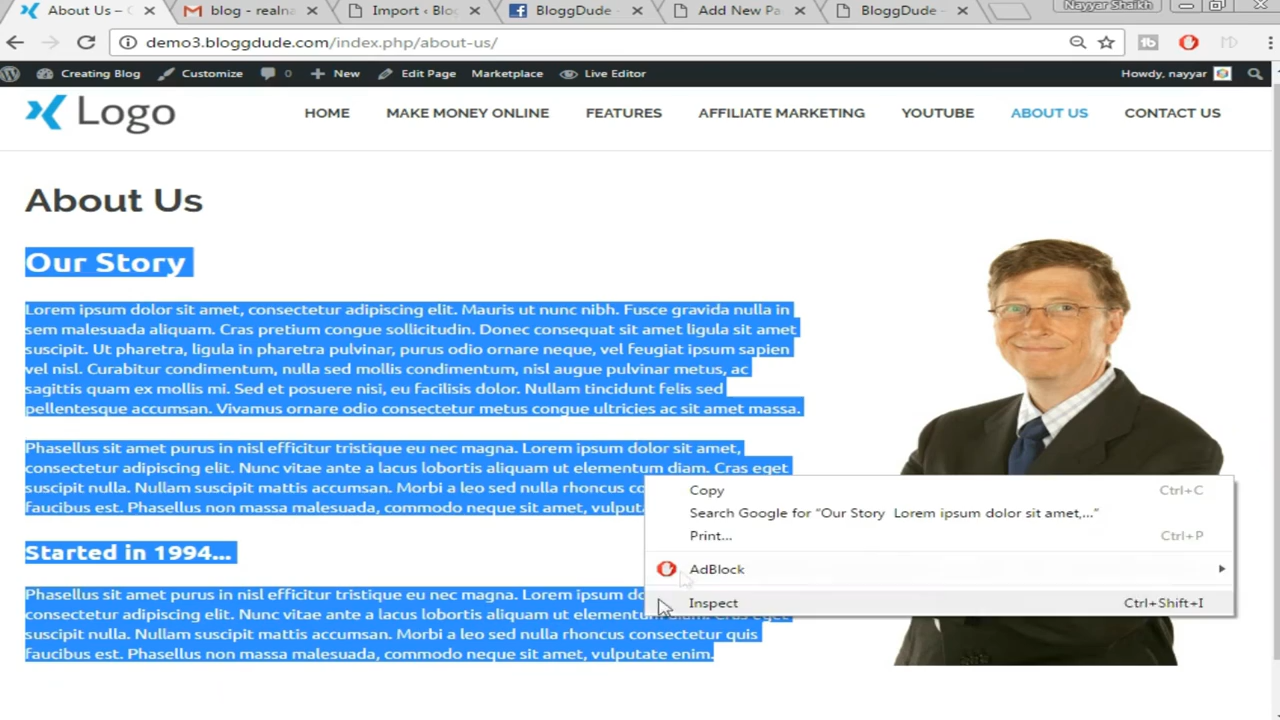 About Us – C
blog - realna
Import ‹ Blog
BloggDude -
Add New Pa
BloggDude -
Nayyar Shaikh
demo3.bloggdude.com/index.php/about-us/
Creating Blog
Customize
0
New
Edit Page
Marketplace
Live Editor
Howdy, nayyar
Logo
HOME
MAKE MONEY ONLINE
FEATURES
AFFILIATE MARKETING
YOUTUBE
ABOUT US
CONTACT US
About Us
Our Story
Lorem ipsum dolor sit amet, consectetur adipiscing elit. Mauris ut nunc nibh. Fusce gravida nulla in
sem malesuada aliquam. Cras pretium congue sollicitudin. Donec consequat sit amet ligula sit amet
suscipit. Ut pharetra, ligula in pharetra pulvinar, purus odio ornare neque, vel feugiat ipsum sapien
vel nisl. Curabitur condimentum, nulla sed mollis condimentum, nisl augue pulvinar metus, ac
sagittis quam ex mollis mi. Sed et posuere nisi, eu facilisis dolor. Nullam tincidunt felis sed
pellentesque accumsan. Vivamus ornare odio consectetur metus congue ultricies ac sit amet massa.
Phasellus sit amet purus in nisl efficitur tristique eu nec magna. Lorem ipsum dolor sit amet,
consectetur adipiscing elit. Nunc vitae ante a lacus lobortis aliquam ut elementum diam. Cras eget
suscipit nulla. Nullam suscipit mattis accumsan. Morbi a leo sed nulla rhoncus co
faucibus est. Phasellus non massa malesuada, commodo neque sit amet, vulputa
Copy Ctrl+C
Search Google for “Our Story Lorem ipsum dolor sit amet,...”
Print... Ctrl+P
AdBlock
Inspect Ctrl+Shift+I
Started in 1994...
Phasellus sit amet purus in nisl efficitur tristique eu nec magna. Lorem ipsum do
consectetur adipiscing elit. Nunc vitae ante a lacus lobortis aliquam ut elementum diam. Cras eget
suscipit nulla. Nullam suscipit mattis accumsan. Morbi a leo sed nulla rhoncus consectetur quis
faucibus est. Phasellus non massa malesuada, commodo neque sit amet, vulputate enim.